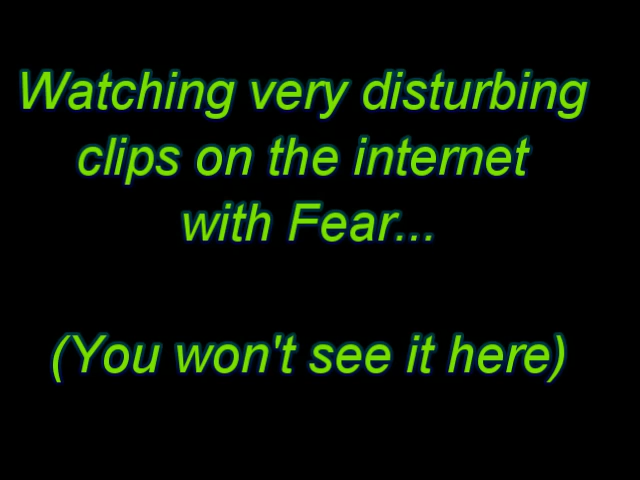 Watching very disturbing
clips on the internet
with Fear...
(You won't see it here)